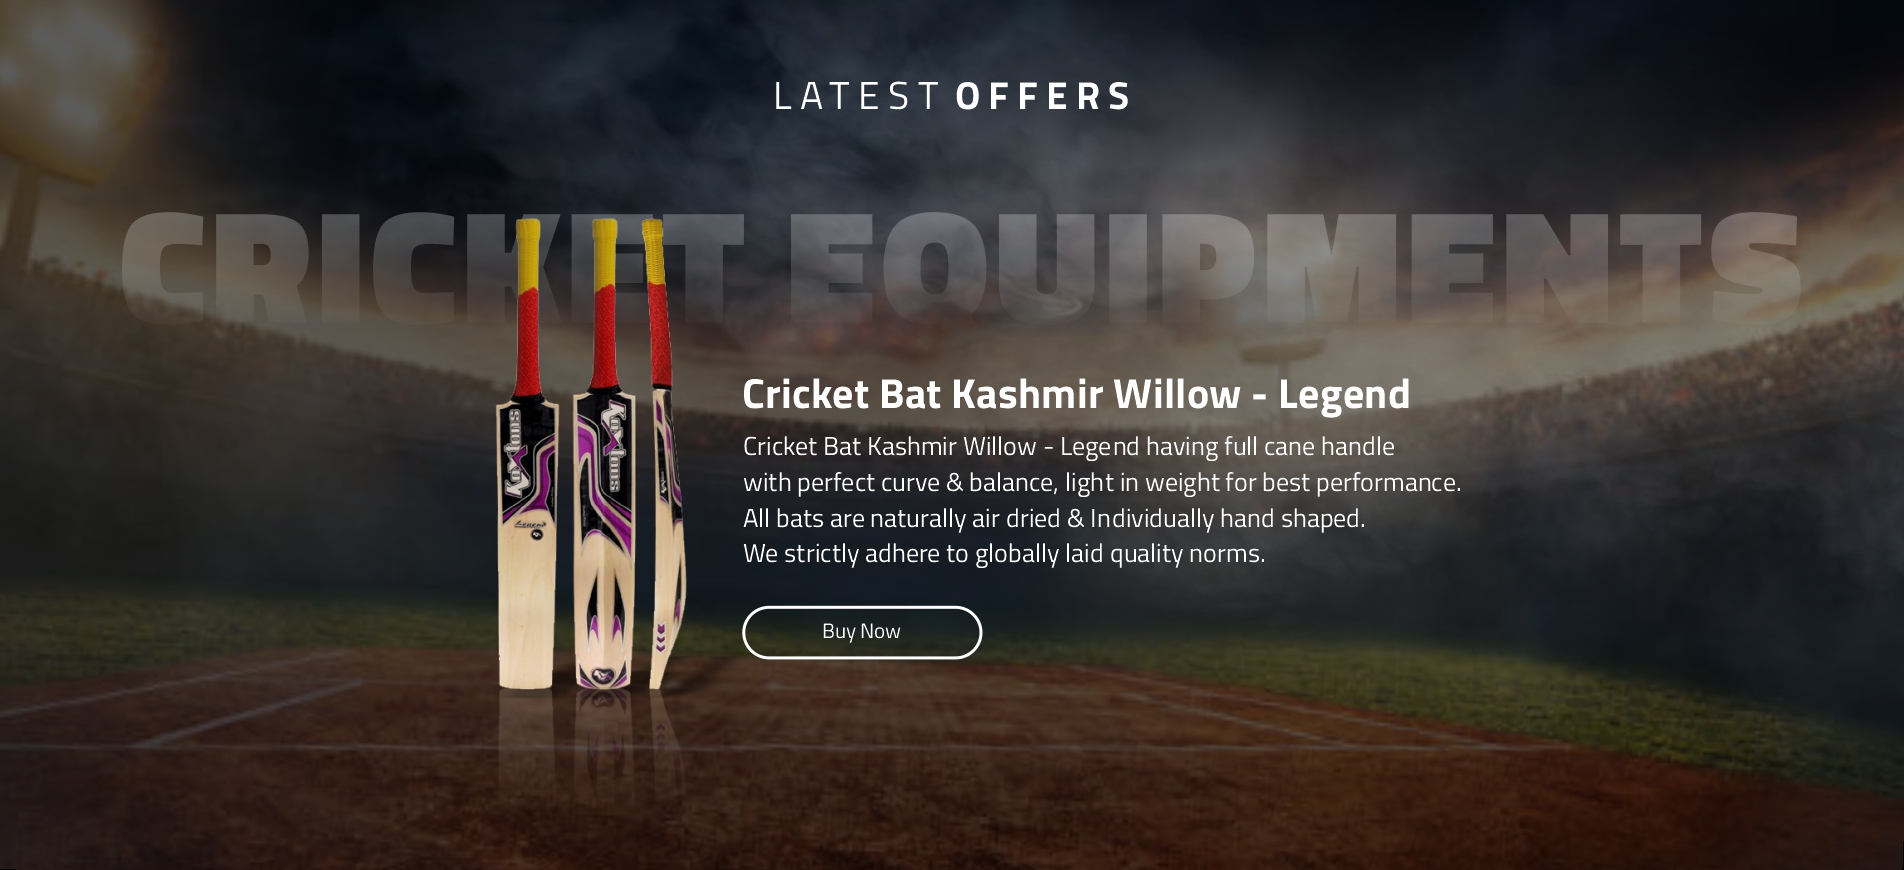 LATEST OFFERS
CRICKET EQUIPMENTS
Cricket Bat Kashmir Willow - Legend
Cricket Bat Kashmir Willow - Legend having full cane handle
with perfect curve & balance, light in weight for best performance.
All bats are naturally air dried & Individually hand shaped.
We strictly adhere to globally laid quality norms.
Buy Now
Legend